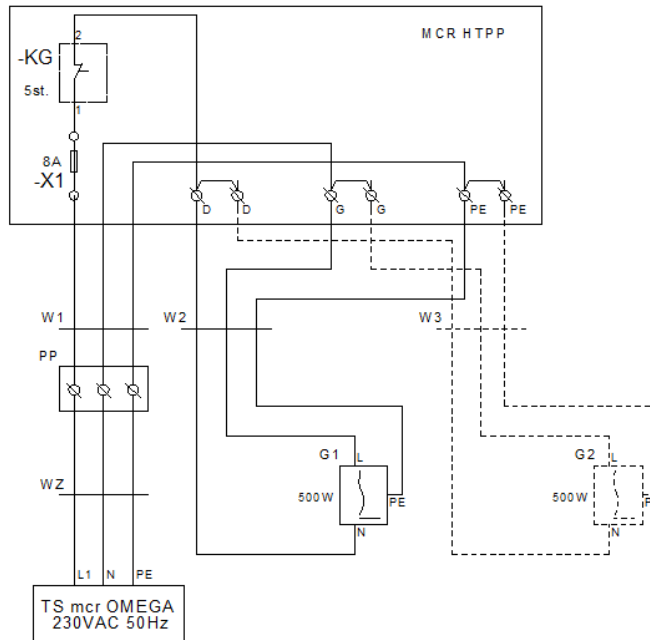 MCR HTPP
2
-KG
5st.
1
8A
-X1
D D G G PE PE
W1 W2 W3
PP
G1 L G2 L
WZ 500W PE 500W
N N
L1 N PE
TS mcr OMEGA
230VAC 50Hz